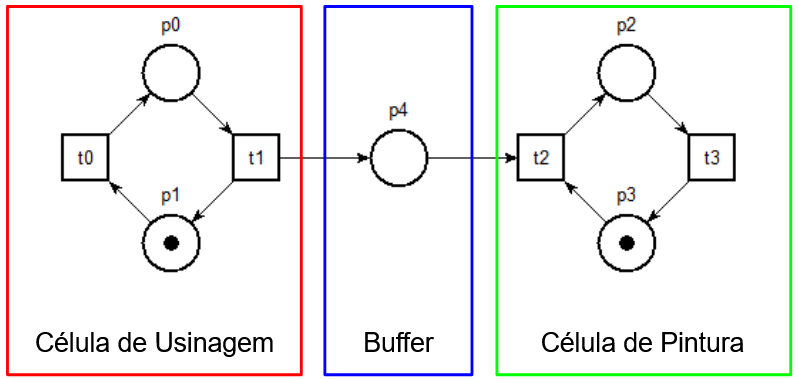 p0
t0
t1
p1
Célula de Usinagem
p4
Buffer
p2
t2
t3
p3
Célula de Pintura